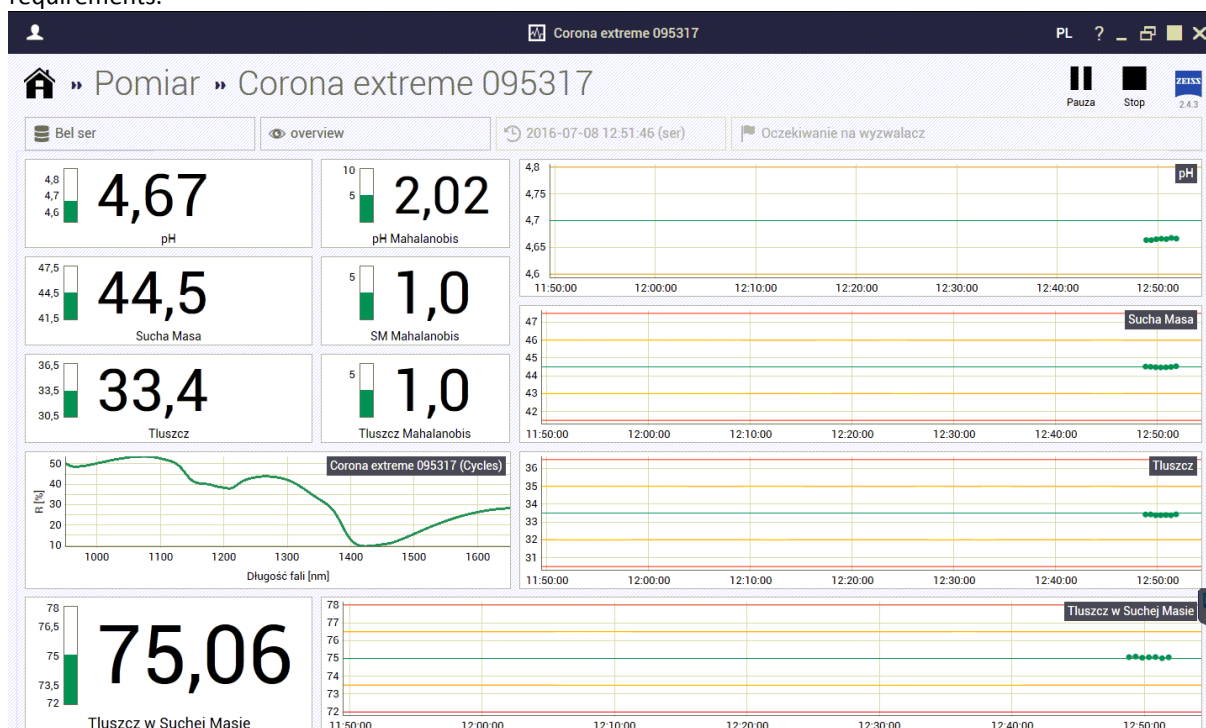 requirements.
Corona extreme 095317
PL ?
» Pomiar » Corona extreme 095317
Pauza
Stop
ZEISS
2.4.3
Bel ser
overview
2016-07-08 12:51:46 (ser)
Oczekiwanie na wyzwalacz
4,8
4,7
4,6
4,67
pH
10
5
2,02
pH Mahalanobis
4,8
4,75
4,7
4,65
4,6
pH
11:50:00 12:00:00 12:10:00 12:20:00 12:30:00 12:40:00 12:50:00
47,5
44,5
41,5
44,5
Sucha Masa
5
1,0
SM Mahalanobis
47
46
45
44
43
42
Sucha Masa
11:50:00 12:00:00 12:10:00 12:20:00 12:30:00 12:40:00 12:50:00
36,5
33,5
30,5
33,4
Tluszcz
5
1,0
Tluszcz Mahalanobis
50
40
30
20
10
R [%]
Corona extreme 095317 (Cycles)
1000 1100 1200 1300 1400 1500 1600
Długość fali [nm]
36
35
34
33
32
31
Tluszcz
11:50:00 12:00:00 12:10:00 12:20:00 12:30:00 12:40:00 12:50:00
78
76,5
75
73,5
72
75,06
Tluszcz w Suchej Masie
78
77
76
75
74
73
72
Tluszcz w Suchej Masie
11:50:00 12:00:00 12:10:00 12:20:00 12:30:00 12:40:00 12:50:00